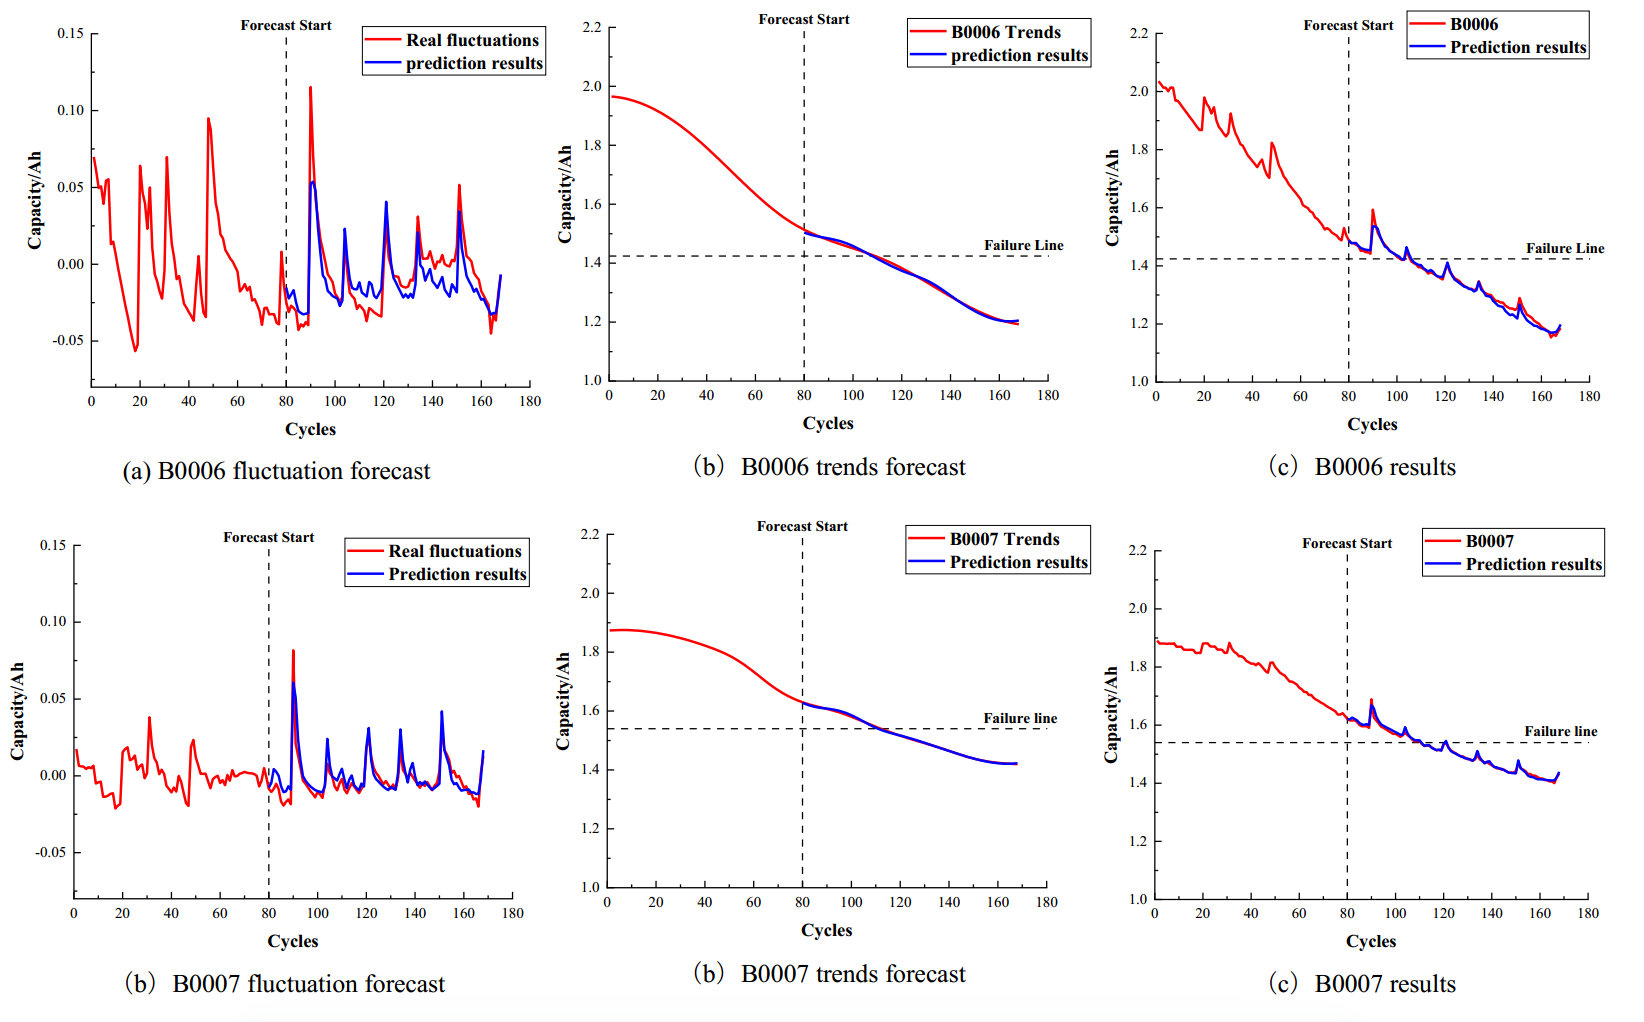 Forecast Start
Real fluctuations
prediction results
0.15
0.10
0.05
0.00
-0.05
Capacity/Ah
0 20 40 60 80 100 120 140 160 180
Cycles
(a) B0006 fluctuation forecast
Forecast Start
B0006 Trends
prediction results
2.2
2.0
1.8
1.6
1.4
1.2
1.0
Capacity/Ah
Failure Line
0 20 40 60 80 100 120 140 160 180
Cycles
（b）B0006 trends forecast
Forecast Start
B0006
Prediction results
2.2
2.0
1.8
1.6
1.4
1.2
1.0
Capacity/Ah
Failure Line
0 20 40 60 80 100 120 140 160 180
Cycles
（c）B0006 results
Forecast Start
Real fluctuations
Prediction results
0.15
0.10
0.05
0.00
-0.05
Capacity/Ah
0 20 40 60 80 100 120 140 160 180
Cycles
（b）B0007 fluctuation forecast
Forecast Start
B0007 Trends
Prediction results
2.2
2.0
1.8
1.6
1.4
1.2
1.0
Capacity/Ah
Failure line
0 20 40 60 80 100 120 140 160 180
Cycles
（b）B0007 trends forecast
Forecast Start
B0007
Prediction results
2.2
2.0
1.8
1.6
1.4
1.2
1.0
Capacity/Ah
Failure line
0 20 40 60 80 100 120 140 160 180
Cycles
（c）B0007 results